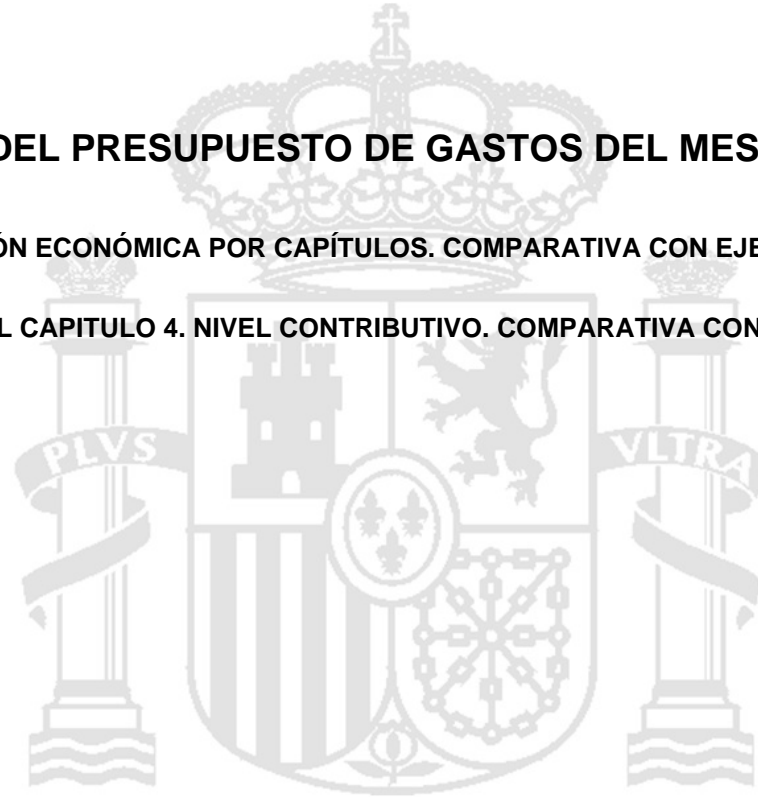 DEL PRESUPUESTO DE GASTOS DEL MES
ÓN ECONÓMICA POR CAPÍTULOS. COMPARATIVA CON EJE
L CAPITULO 4. NIVEL CONTRIBUTIVO. COMPARATIVA CON
PLVS
VLTRA